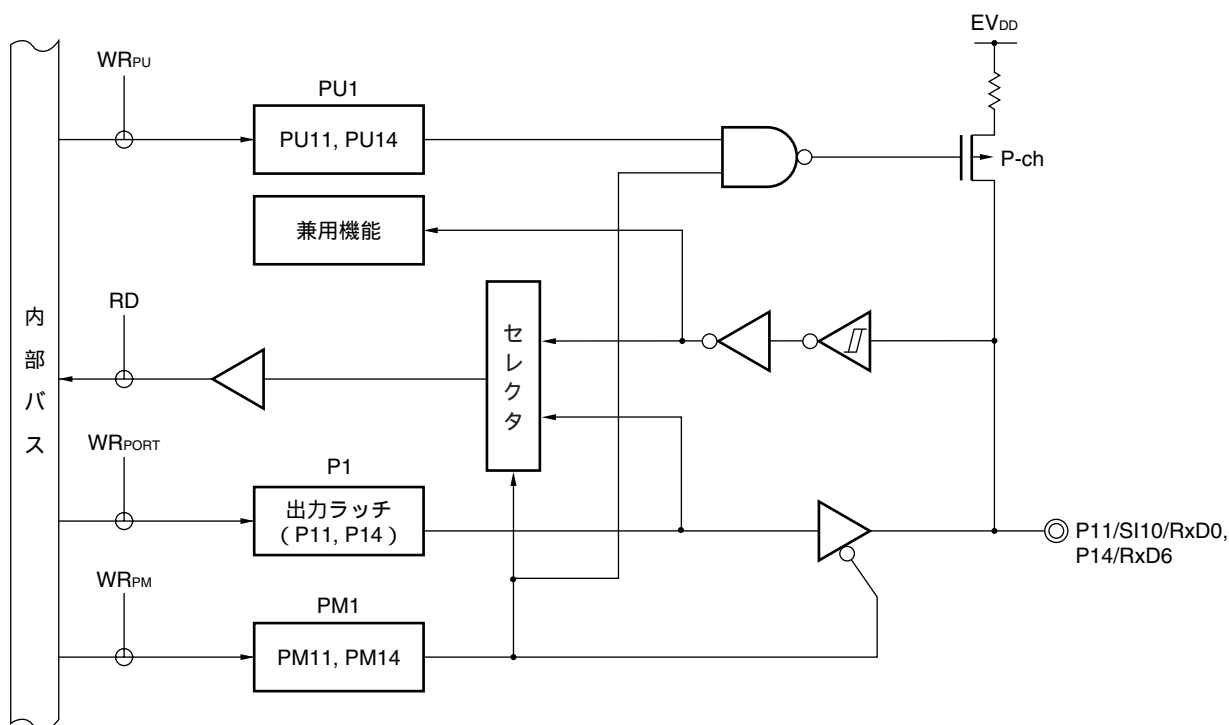 EVDD
WRPU
PU1
PU11, PU14
P-ch
兼用機能
RD
内部バス
セレクタ
WRPORT
P1
出力ラッチ
( P11, P14 )
P11/SI10/RxD0,
P14/RxD6
WRPM
PM1
PM11, PM14